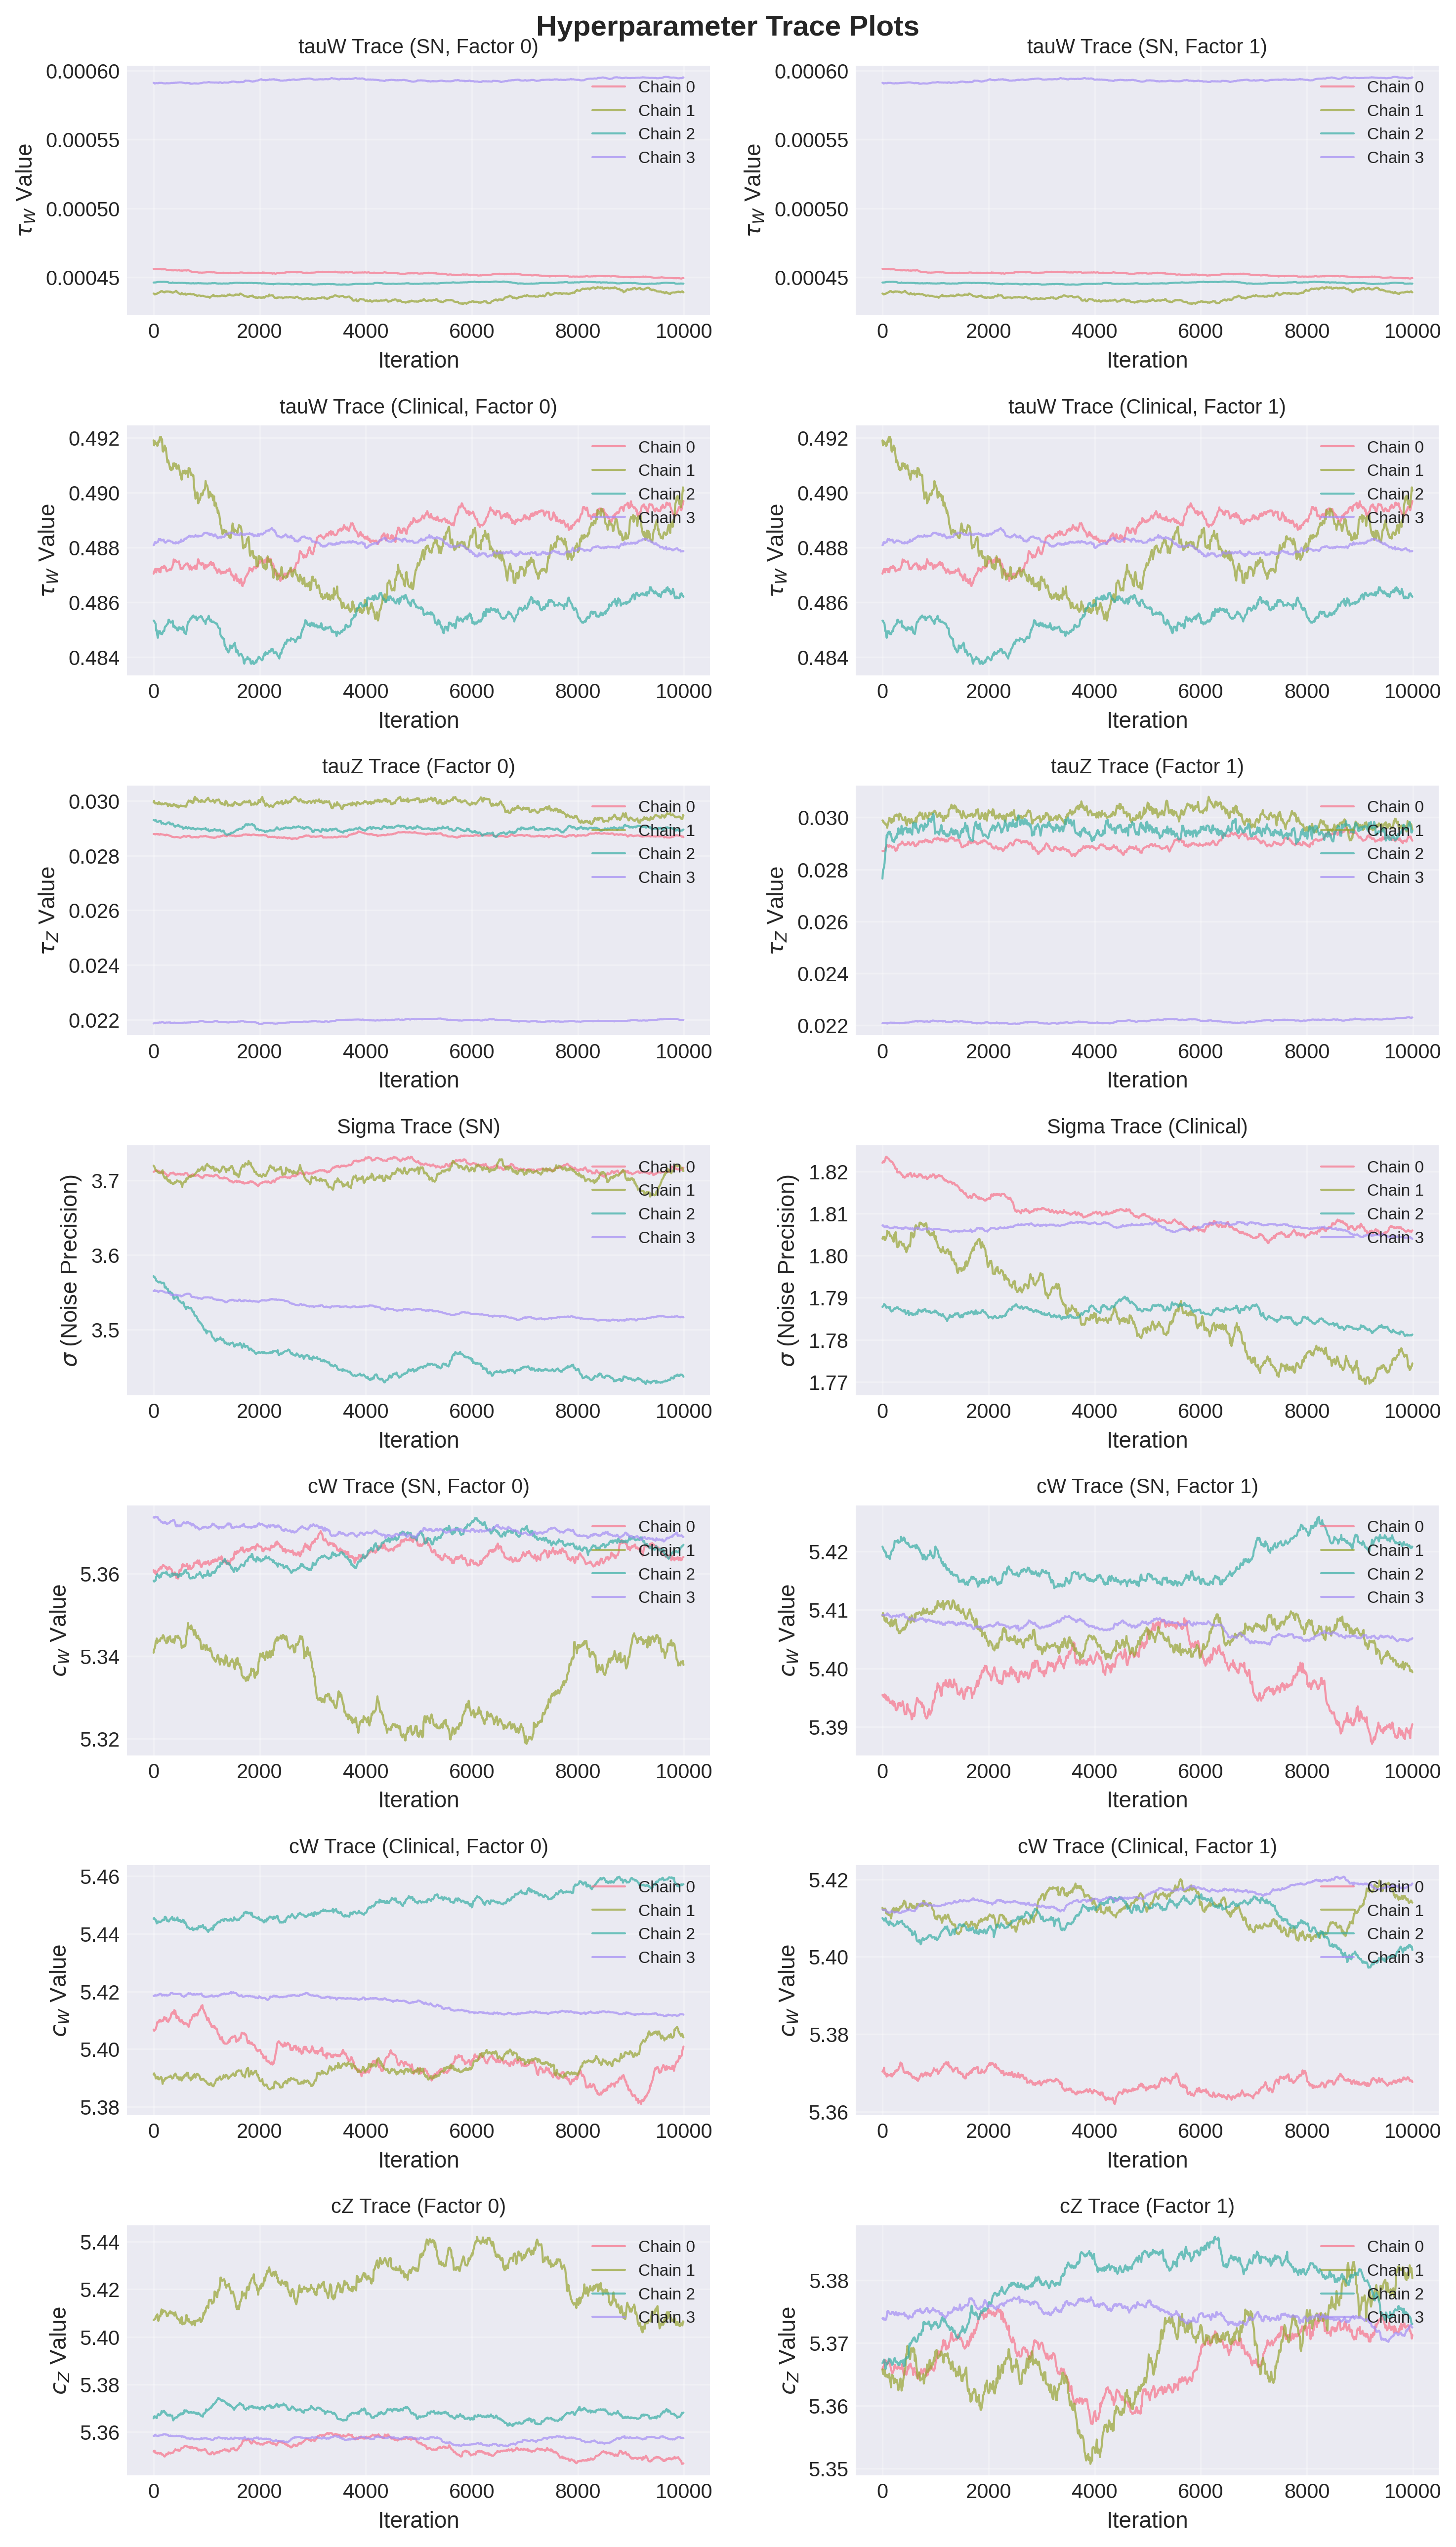 Hyperparameter Trace Plots
tauW Trace (SN, Factor 0)
τW Value
0.00060
0.00055
0.00050
0.00045
Chain 0
Chain 1
Chain 2
Chain 3
0 2000 4000 6000 8000 10000
Iteration
tauW Trace (SN, Factor 1)
τW Value
0.00060
0.00055
0.00050
0.00045
Chain 0
Chain 1
Chain 2
Chain 3
0 2000 4000 6000 8000 10000
Iteration
tauW Trace (Clinical, Factor 0)
τW Value
0.492
0.490
0.488
0.486
0.484
Chain 0
Chain 1
Chain 2
Chain 3
0 2000 4000 6000 8000 10000
Iteration
tauW Trace (Clinical, Factor 1)
τW Value
0.492
0.490
0.488
0.486
0.484
Chain 0
Chain 1
Chain 2
Chain 3
0 2000 4000 6000 8000 10000
Iteration
tauZ Trace (Factor 0)
τZ Value
0.030
0.028
0.026
0.024
0.022
Chain 0
Chain 1
Chain 2
Chain 3
0 2000 4000 6000 8000 10000
Iteration
tauZ Trace (Factor 1)
τZ Value
0.030
0.028
0.026
0.024
0.022
Chain 0
Chain 1
Chain 2
Chain 3
0 2000 4000 6000 8000 10000
Iteration
Sigma Trace (SN)
σ (Noise Precision)
3.7
3.6
3.5
Chain 0
Chain 1
Chain 2
Chain 3
0 2000 4000 6000 8000 10000
Iteration
Sigma Trace (Clinical)
σ (Noise Precision)
1.82
1.81
1.80
1.79
1.78
1.77
Chain 0
Chain 1
Chain 2
Chain 3
0 2000 4000 6000 8000 10000
Iteration
cW Trace (SN, Factor 0)
cW Value
5.36
5.34
5.32
Chain 0
Chain 1
Chain 2
Chain 3
0 2000 4000 6000 8000 10000
Iteration
cW Trace (SN, Factor 1)
cW Value
5.42
5.41
5.40
5.39
Chain 0
Chain 1
Chain 2
Chain 3
0 2000 4000 6000 8000 10000
Iteration
cW Trace (Clinical, Factor 0)
cW Value
5.46
5.44
5.42
5.40
5.38
Chain 0
Chain 1
Chain 2
Chain 3
0 2000 4000 6000 8000 10000
Iteration
cW Trace (Clinical, Factor 1)
cW Value
5.42
5.40
5.38
5.36
Chain 0
Chain 1
Chain 2
Chain 3
0 2000 4000 6000 8000 10000
Iteration
cZ Trace (Factor 0)
cZ Value
5.44
5.42
5.40
5.38
5.36
Chain 0
Chain 1
Chain 2
Chain 3
0 2000 4000 6000 8000 10000
Iteration
cZ Trace (Factor 1)
cZ Value
5.38
5.37
5.36
5.35
Chain 0
Chain 1
Chain 2
Chain 3
0 2000 4000 6000 8000 10000
Iteration